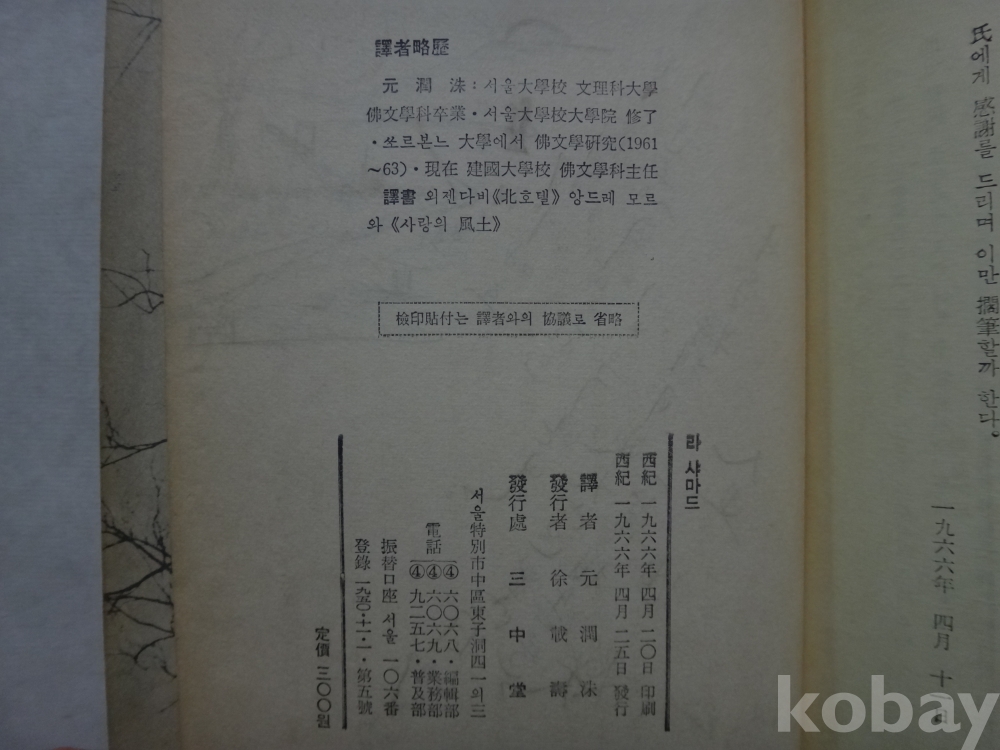 氏에게 感謝를 드리며 이만 擱筆할까 한다。
一九六六年 四月 十
譯者略歷
元潤洙：서울大學校 文理科大學
佛文學科卒業・서울大學校大學院 修了
・쏘르본느 大學에서 佛文學研究(1961
～63)・現在 建國大學校 佛文學科主任
譯書 외젠다비《北호텔》앙드레 모르
와《사랑의 風土》
檢印貼付는 譯者와의 協議로 省略
라 샤마드
西紀 一九六六年 四月 二〇日 印刷
西紀 一九六六年 四月 二五日 發行
譯者 元潤洙
發行者 徐載壽
發行處 三中堂
서울特別市中區東子洞四一의三
電話 ④六〇六八・編輯部
④六〇六九・業務部
④九二五七・普及部
振替口座 서울 一〇六番
登錄 一九五〇・一一・一・第五號
定價 三〇〇원
kobay